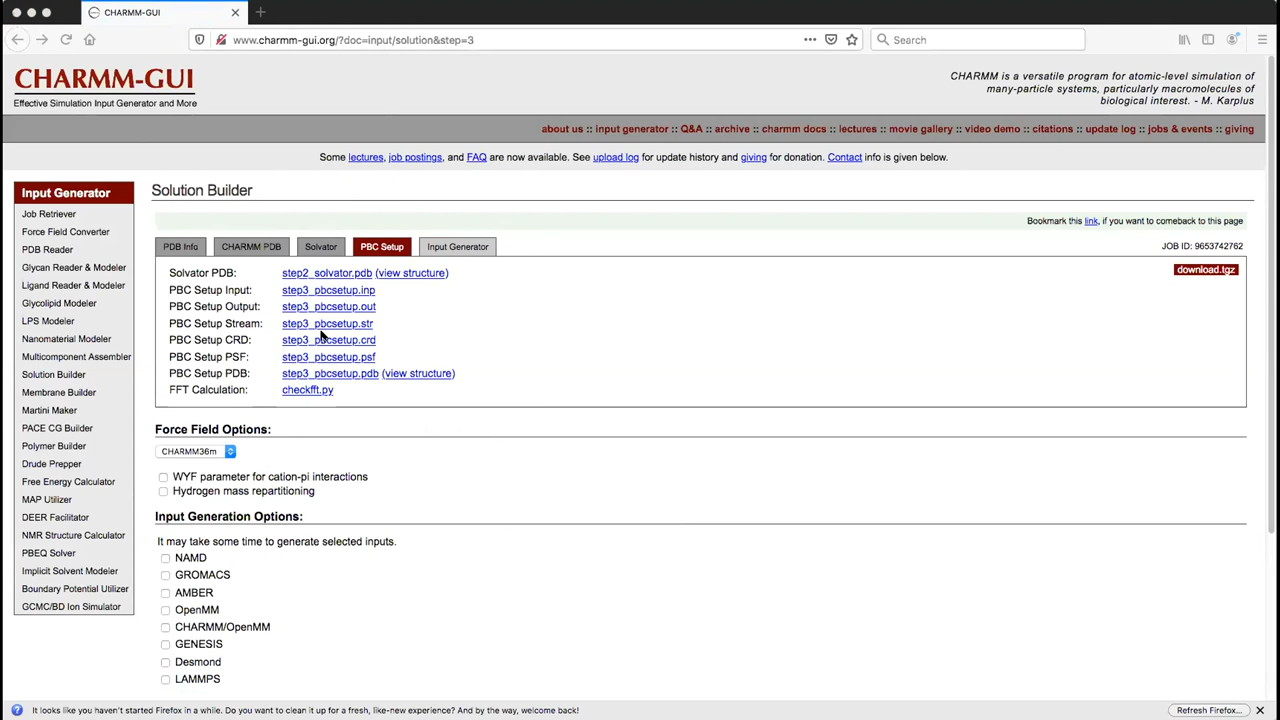 CHARMM-GUI
www.charmm-gui.org/?doc=input/solution&step=3
Search
CHARMM-GUI
Effective Simulation Input Generator and More
CHARMM is a versatile program for atomic-level simulation of
many-particle systems, particularly macromolecules of
biological interest. - M. Karplus
about us :: input generator :: Q&A :: archive :: charmm docs :: lectures :: movie gallery :: video demo :: citations :: update log :: jobs & events :: giving
Some lectures, job postings, and FAQ are now available. See upload log for update history and giving for donation. Contact info is given below.
Input Generator
Job Retriever
Force Field Converter
PDB Reader
Glycan Reader & Modeler
Ligand Reader & Modeler
Glycolipid Modeler
LPS Modeler
Nanomaterial Modeler
Multicomponent Assembler
Solution Builder
Membrane Builder
Martini Maker
PACE CG Builder
Polymer Builder
Drude Prepper
Free Energy Calculator
MAP Utilizer
DEER Facilitator
NMR Structure Calculator
PBEQ Solver
Implicit Solvent Modeler
Boundary Potential Utilizer
GCMC/BD Ion Simulator
Solution Builder
Bookmark this link, if you want to comeback to this page
PDB Info CHARMM PDB Solvator PBC Setup Input Generator JOB ID: 9653742762
download.tgz
Solvator PDB: step2_solvator.pdb (view structure)
PBC Setup Input: step3_pbcsetup.inp
PBC Setup Output: step3_pbcsetup.out
PBC Setup Stream: step3_pbcsetup.str
PBC Setup CRD: step3_pbcsetup.crd
PBC Setup PSF: step3_pbcsetup.psf
PBC Setup PDB: step3_pbcsetup.pdb (view structure)
FFT Calculation: checkfft.py
Force Field Options:
CHARMM36m
WYF parameter for cation-pi interactions
Hydrogen mass repartitioning
Input Generation Options:
It may take some time to generate selected inputs.
NAMD
GROMACS
AMBER
OpenMM
CHARMM/OpenMM
GENESIS
Desmond
LAMMPS
It looks like you haven't started Firefox in a while. Do you want to clean it up for a fresh, like-new experience? And by the way, welcome back! Refresh Firefox...